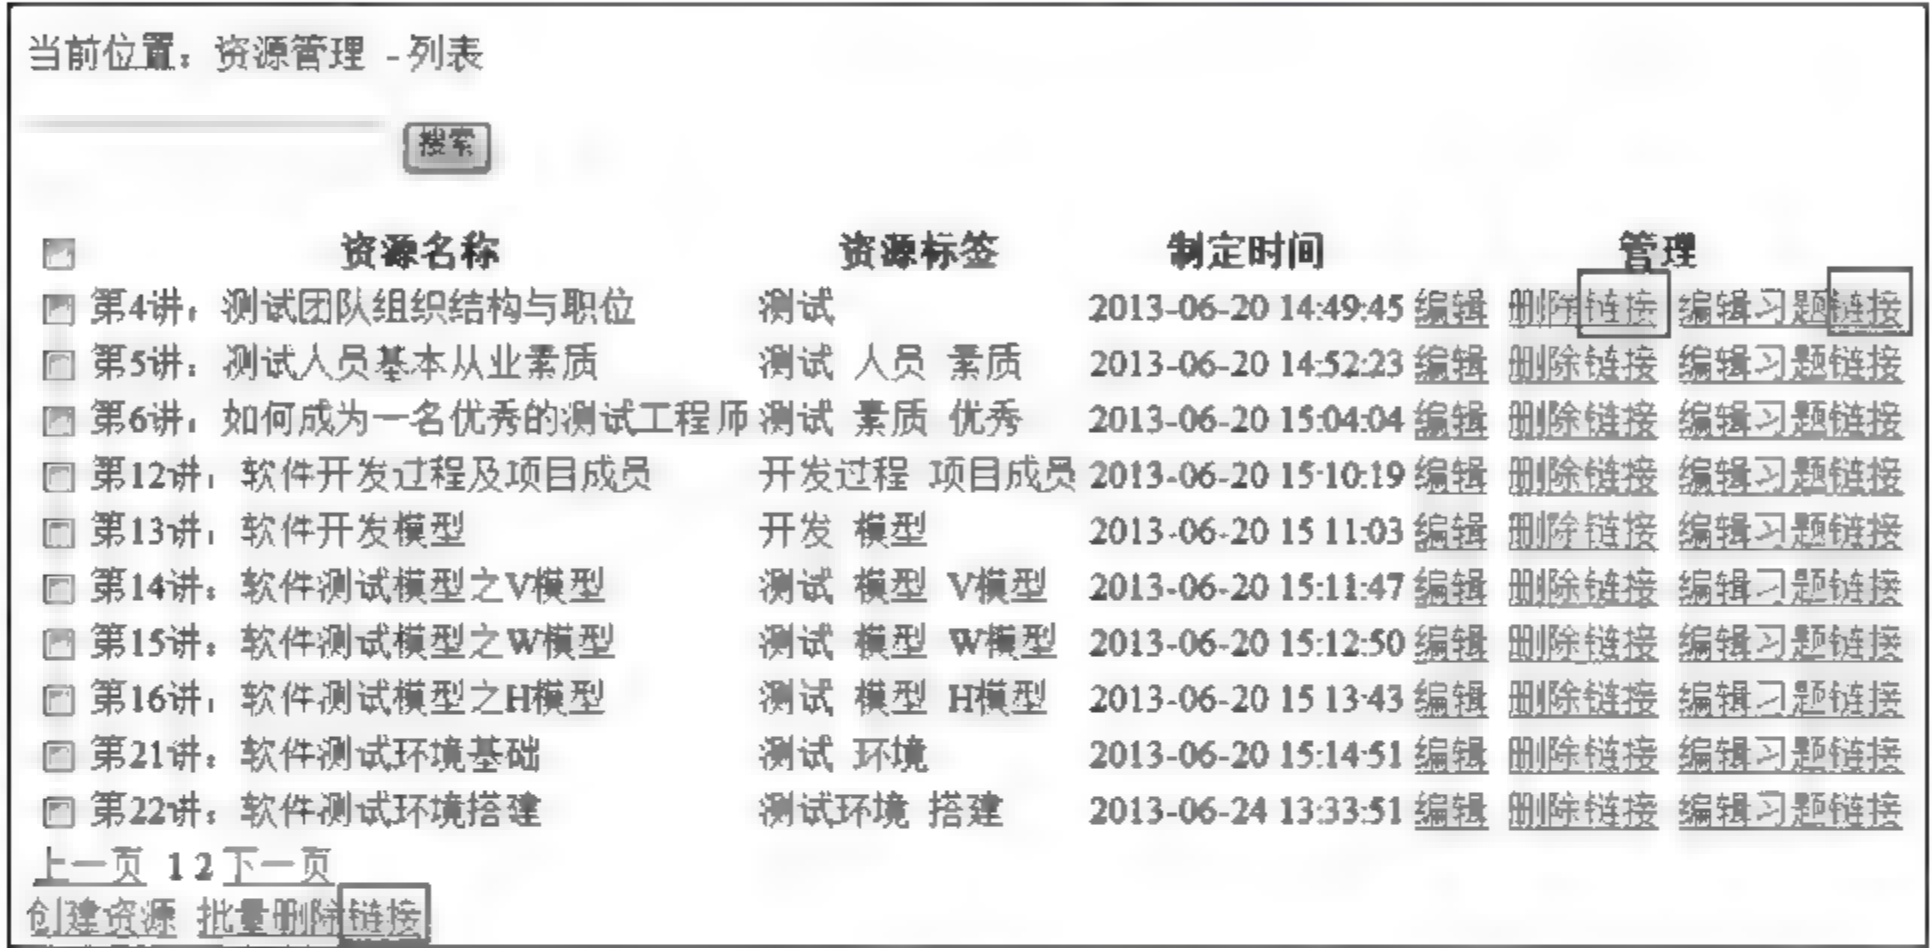 当前位置：资源管理 - 列表
搜索
资源名称 资源标签 制定时间 管理
第4讲：测试团队组织结构与职位 测试 2013-06-20 14:49:45 编辑 删除链接 编辑习题链接
第5讲：测试人员基本从业素质 测试 人员 素质 2013-06-20 14:52:23 编辑 删除链接 编辑习题链接
第6讲：如何成为一名优秀的测试工程师 测试 素质 优秀 2013-06-20 15:04:04 编辑 删除链接 编辑习题链接
第12讲：软件开发过程及项目成员 开发过程 项目成员 2013-06-20 15:10:19 编辑 删除链接 编辑习题链接
第13讲：软件开发模型 开发 模型 2013-06-20 15:11:03 编辑 删除链接 编辑习题链接
第14讲：软件测试模型之V模型 测试 模型 V模型 2013-06-20 15:11:47 编辑 删除链接 编辑习题链接
第15讲：软件测试模型之W模型 测试 模型 W模型 2013-06-20 15:12:50 编辑 删除链接 编辑习题链接
第16讲：软件测试模型之H模型 测试 模型 H模型 2013-06-20 15:13:43 编辑 删除链接 编辑习题链接
第21讲：软件测试环境基础 测试 环境 2013-06-20 15:14:51 编辑 删除链接 编辑习题链接
第22讲：软件测试环境搭建 测试环境 搭建 2013-06-24 13:33:51 编辑 删除链接 编辑习题链接
上一页 1 2 下一页
创建资源 批量删除链接